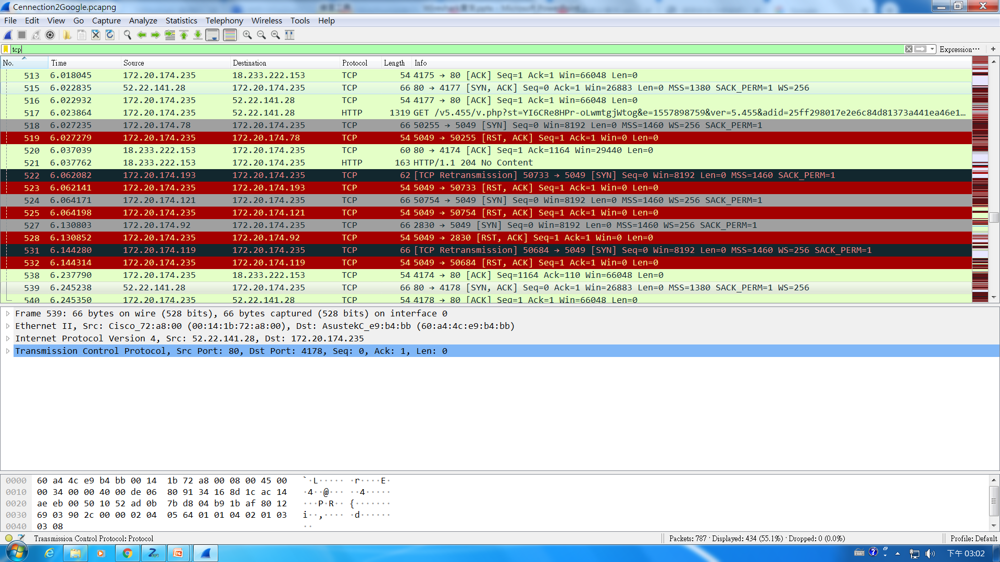 Cennection2Google.pcapng
File Edit View Go Capture Analyze Statistics Telephony Wireless Tools Help
tcp Expression… +
No. Time Source Destination Protocol Length Info
513 6.018045 172.20.174.235 18.233.222.153 TCP 54 4175 → 80 [ACK] Seq=1 Ack=1 Win=66048 Len=0
515 6.022835 52.22.141.28 172.20.174.235 TCP 66 80 → 4177 [SYN, ACK] Seq=0 Ack=1 Win=26883 Len=0 MSS=1380 SACK_PERM=1 WS=256
516 6.022932 172.20.174.235 52.22.141.28 TCP 54 4177 → 80 [ACK] Seq=1 Ack=1 Win=66048 Len=0
517 6.023864 172.20.174.235 52.22.141.28 HTTP 1319 GET /v5.455/v.php?st=YI6CRe8HPr-oLwmtgjWtog&e=1557898759&ver=5.455&adid=25ff298017e2e6c84d81373a441ea46e1…
518 6.027235 172.20.174.78 172.20.174.235 TCP 66 50255 → 5049 [SYN] Seq=0 Win=8192 Len=0 MSS=1460 WS=256 SACK_PERM=1
519 6.027279 172.20.174.235 172.20.174.78 TCP 54 5049 → 50255 [RST, ACK] Seq=1 Ack=1 Win=0 Len=0
520 6.037039 18.233.222.153 172.20.174.235 TCP 60 80 → 4174 [ACK] Seq=1 Ack=1164 Win=29440 Len=0
521 6.037762 18.233.222.153 172.20.174.235 HTTP 163 HTTP/1.1 204 No Content
522 6.062082 172.20.174.193 172.20.174.235 TCP 62 [TCP Retransmission] 50733 → 5049 [SYN] Seq=0 Win=8192 Len=0 MSS=1460 SACK_PERM=1
523 6.062141 172.20.174.235 172.20.174.193 TCP 54 5049 → 50733 [RST, ACK] Seq=1 Ack=1 Win=0 Len=0
524 6.064171 172.20.174.121 172.20.174.235 TCP 66 50754 → 5049 [SYN] Seq=0 Win=8192 Len=0 MSS=1460 WS=256 SACK_PERM=1
525 6.064198 172.20.174.235 172.20.174.121 TCP 54 5049 → 50754 [RST, ACK] Seq=1 Ack=1 Win=0 Len=0
527 6.130803 172.20.174.92 172.20.174.235 TCP 66 2830 → 5049 [SYN] Seq=0 Win=8192 Len=0 MSS=1460 WS=256 SACK_PERM=1
528 6.130852 172.20.174.235 172.20.174.92 TCP 54 5049 → 2830 [RST, ACK] Seq=1 Ack=1 Win=0 Len=0
531 6.144280 172.20.174.119 172.20.174.235 TCP 66 [TCP Retransmission] 50684 → 5049 [SYN] Seq=0 Win=8192 Len=0 MSS=1460 WS=256 SACK_PERM=1
532 6.144314 172.20.174.235 172.20.174.119 TCP 54 5049 → 50684 [RST, ACK] Seq=1 Ack=1 Win=0 Len=0
538 6.237790 172.20.174.235 18.233.222.153 TCP 54 4174 → 80 [ACK] Seq=1164 Ack=110 Win=66048 Len=0
539 6.245238 52.22.141.28 172.20.174.235 TCP 66 80 → 4178 [SYN, ACK] Seq=0 Ack=1 Win=26883 Len=0 MSS=1380 SACK_PERM=1 WS=256
540 6.245350 172.20.174.235 52.22.141.28 TCP 54 4178 → 80 [ACK] Seq=1 Ack=1 Win=66048 Len=0
Frame 539: 66 bytes on wire (528 bits), 66 bytes captured (528 bits) on interface 0
Ethernet II, Src: Cisco_72:a8:00 (00:14:1b:72:a8:00), Dst: AsustekC_e9:b4:bb (60:a4:4c:e9:b4:bb)
Internet Protocol Version 4, Src: 52.22.141.28, Dst: 172.20.174.235
Transmission Control Protocol, Src Port: 80, Dst Port: 4178, Seq: 0, Ack: 1, Len: 0
0000 60 a4 4c e9 b4 bb 00 14 1b 72 a8 00 08 00 45 00 `·L····· ·r····E·
0010 00 34 00 00 40 00 de 06 80 91 34 16 8d 1c ac 14 ·4··@··· ··4·····
0020 ae eb 00 50 10 52 ad 0b 7b d8 04 b9 1b af 80 12 ···P·R·· {·······
0030 69 03 90 2c 00 00 02 04 05 64 01 01 04 02 01 03 i··,···· ·d······
0040 03 08 ··
Transmission Control Protocol: Protocol Packets: 787 · Displayed: 434 (55.1%) · Dropped: 0 (0.0%) Profile: Default
下午 03:02